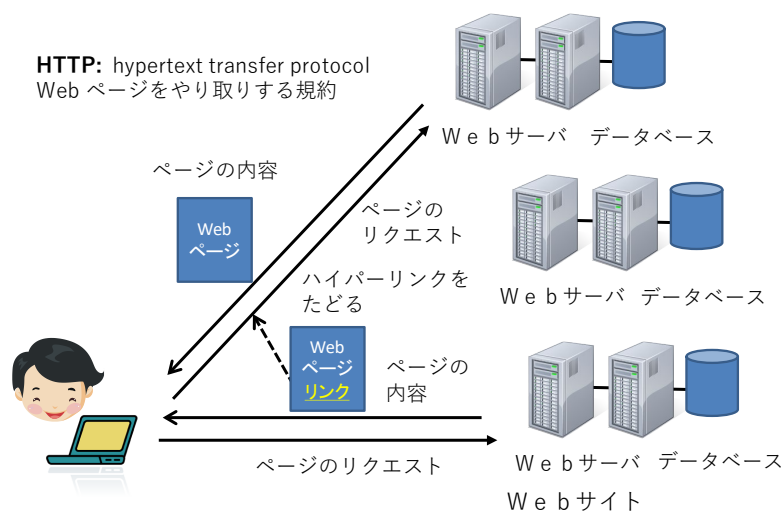 HTTP: hypertext transfer protocol
Web ページをやり取りする規約
Ｗｅｂサーバ データベース
ページの内容
Web
ページ
ページの
リクエスト
ハイパーリンクを
たどる
Ｗｅｂサーバ データベース
Web
ページ
リンク
ページの
内容
ページのリクエスト
Ｗｅｂサーバ データベース
Ｗｅｂサイト